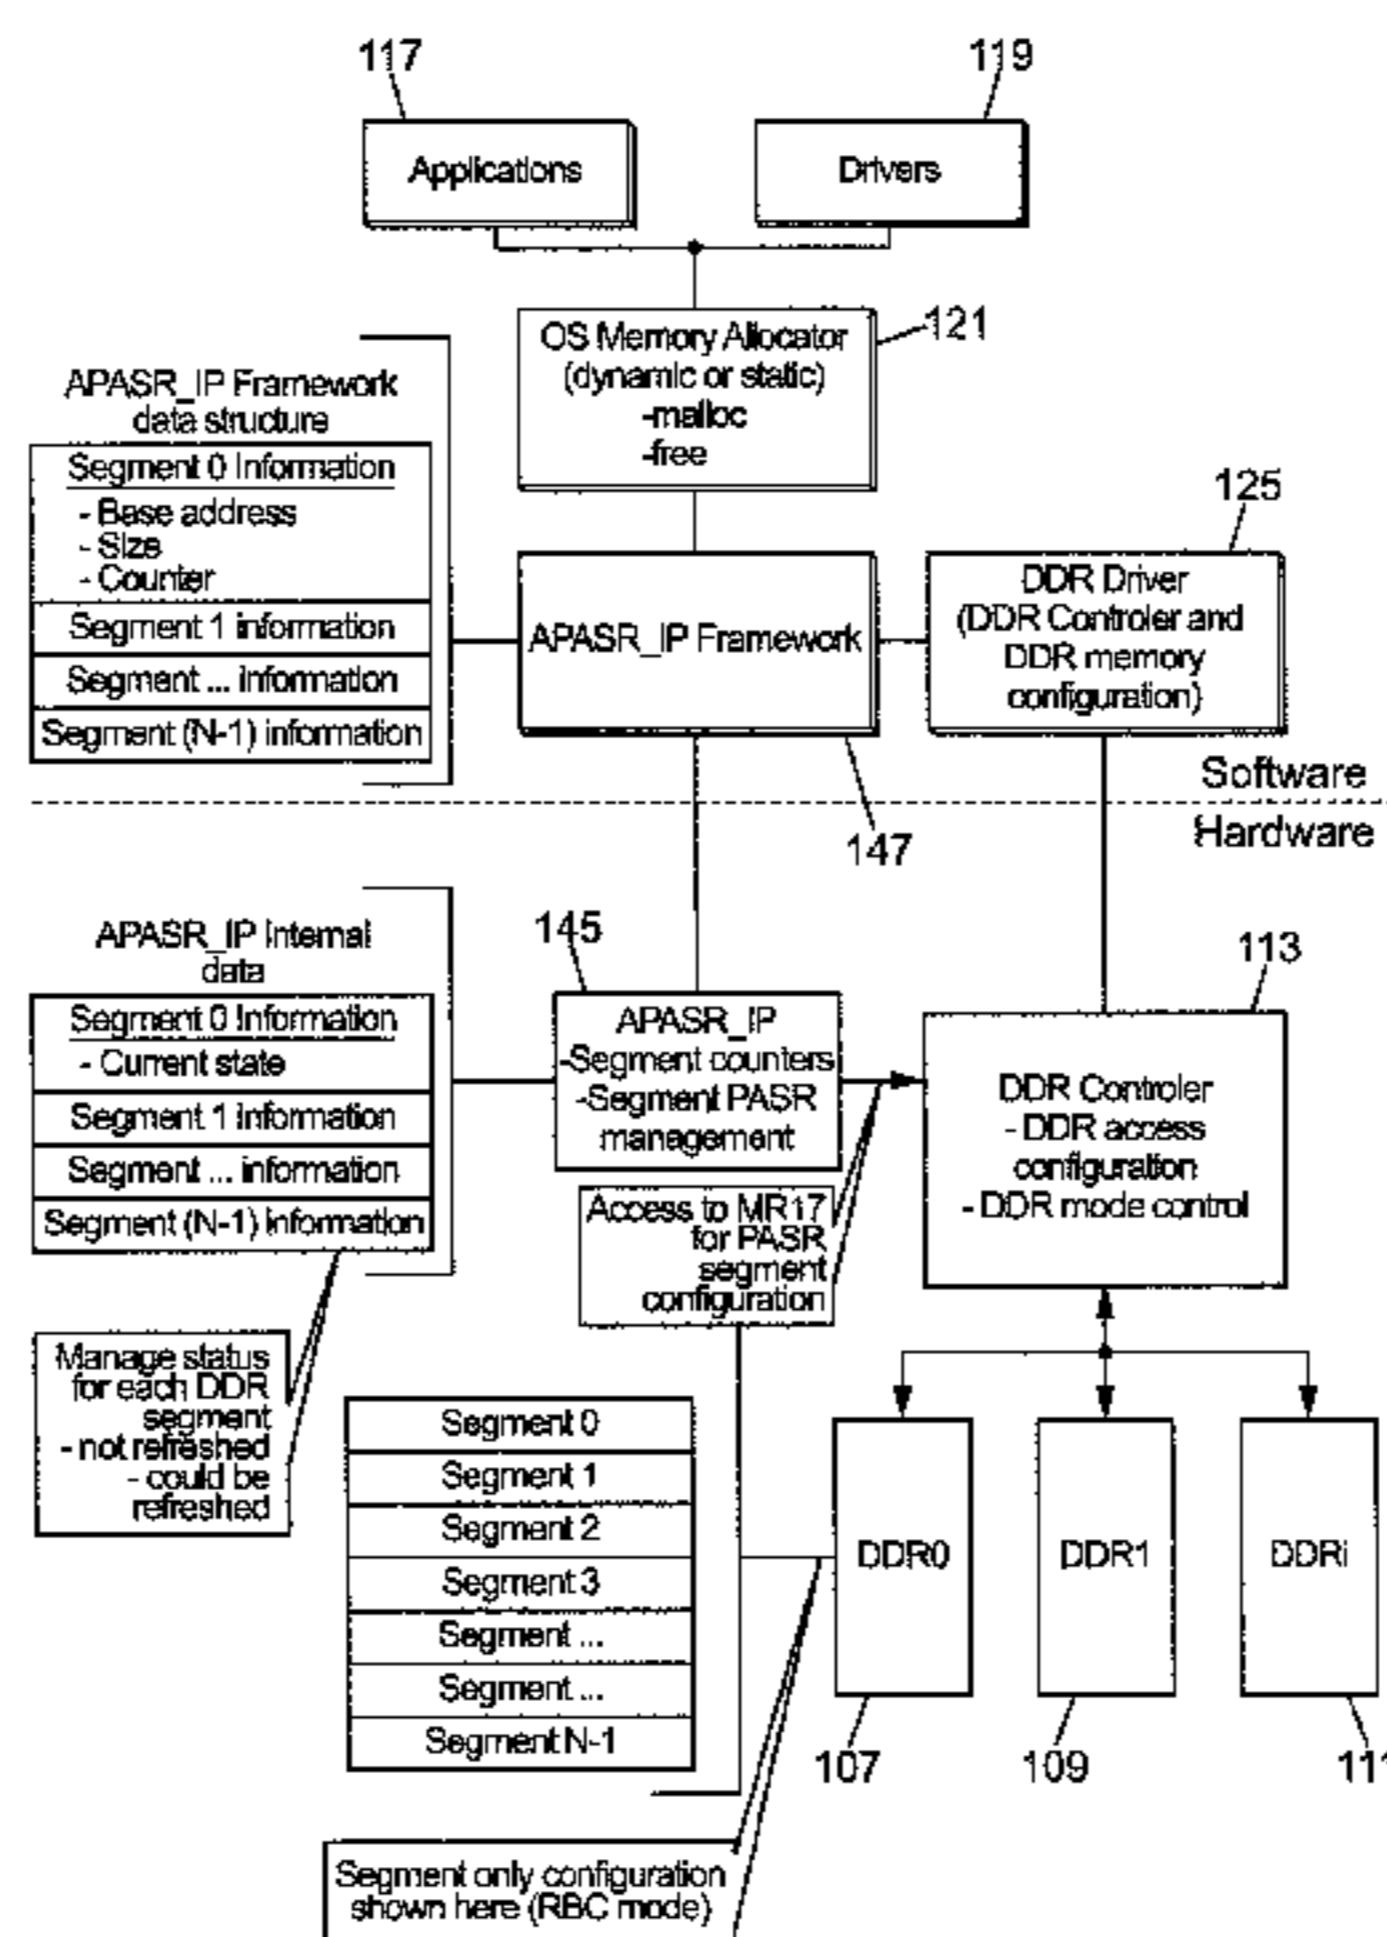 117
119
Applications
Drivers
OS Memory Allocator
(dynamic or static)
-malloc
-free
121
APASR_IP Framework
data structure
Segment 0 Information
- Base address
- Size
- Counter
Segment 1 information
Segment ... information
Segment (N-1) information
APASR_IP Framework
125
DDR Driver
(DDR Controler and
DDR memory
configuration)
Software
Hardware
147
APASR_IP Internal
data
Segment 0 Information
- Current state
Segment 1 Information
Segment ... information
Segment (N-1) information
145
APASR_IP
-Segment counters
-Segment PASR
management
113
DDR Controler
- DDR access
configuration
- DDR mode control
Access to MR17
for PASR
segment
configuration
Manage status
for each DDR
segment
- not refreshed
- could be
refreshed
Segment 0
Segment 1
Segment 2
Segment 3
Segment ...
Segment ...
Segment N-1
DDR0
DDR1
DDRi
107
109
111
Segment only configuration
shown here (RBC mode)